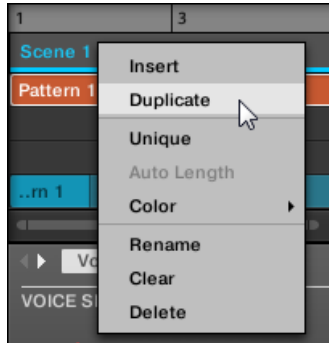 1 3
Scene 1
Pattern 1
Insert
Duplicate
Unique
Auto Length
..rn 1
Color
Rename
Clear
Delete
Vo
VOICE SE